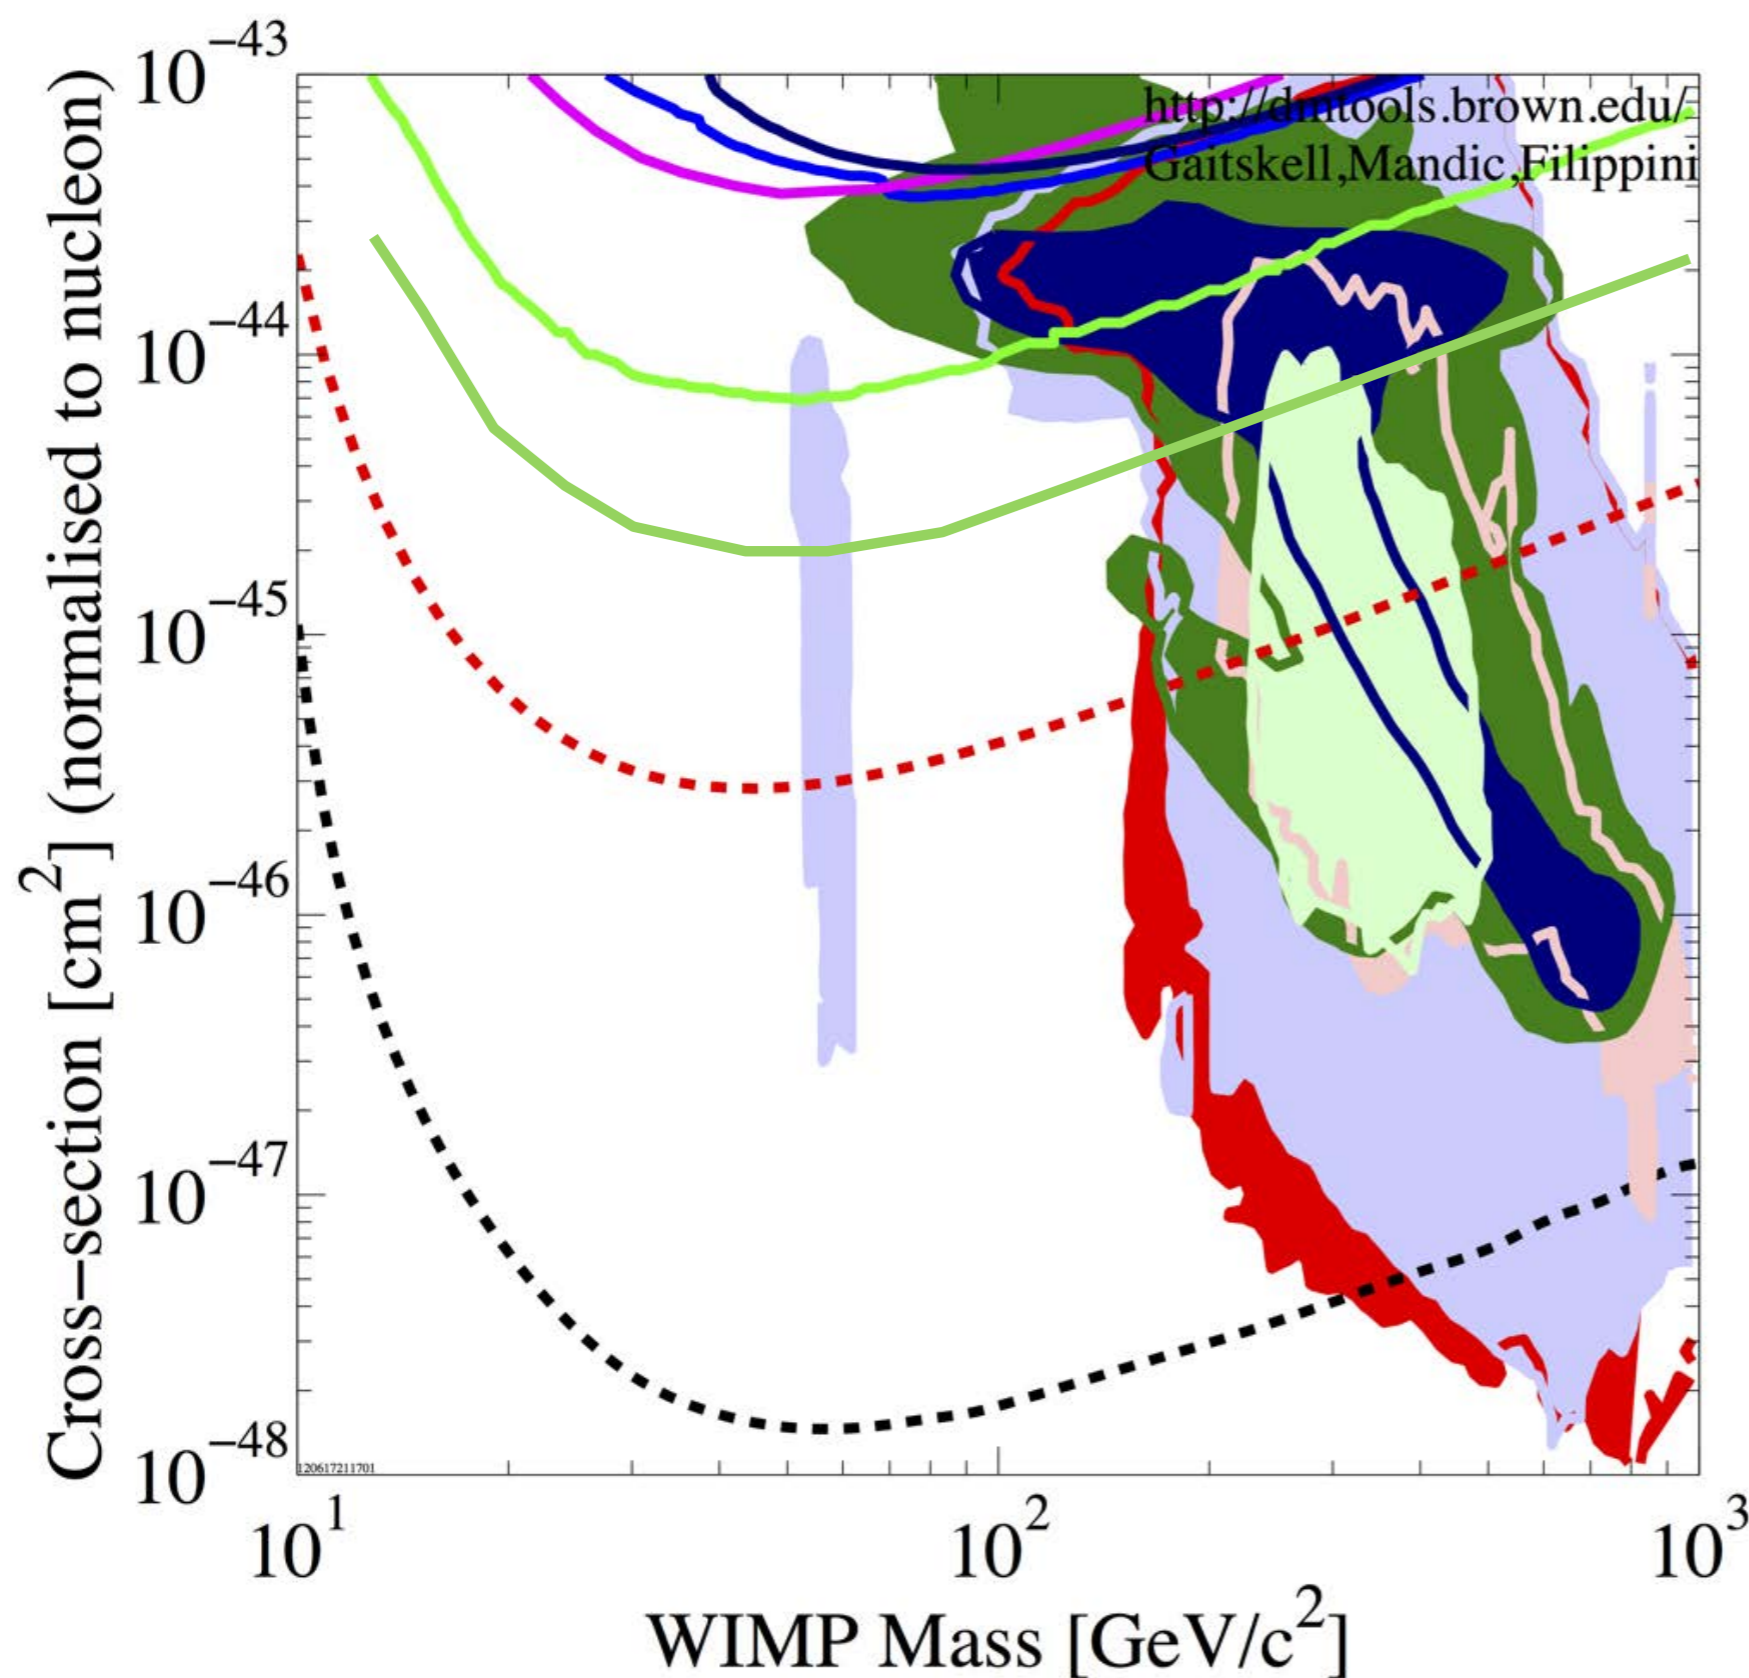 10^−43
http://dmtools.brown.edu/
Gaitskell,Mandic,Filippini
10^−44
10^−45
10^−46
10^−47
10^−48
Cross−section [cm^2] (normalised to nucleon)
120617211701
10^1
10^2
10^3
WIMP Mass [GeV/c^2]